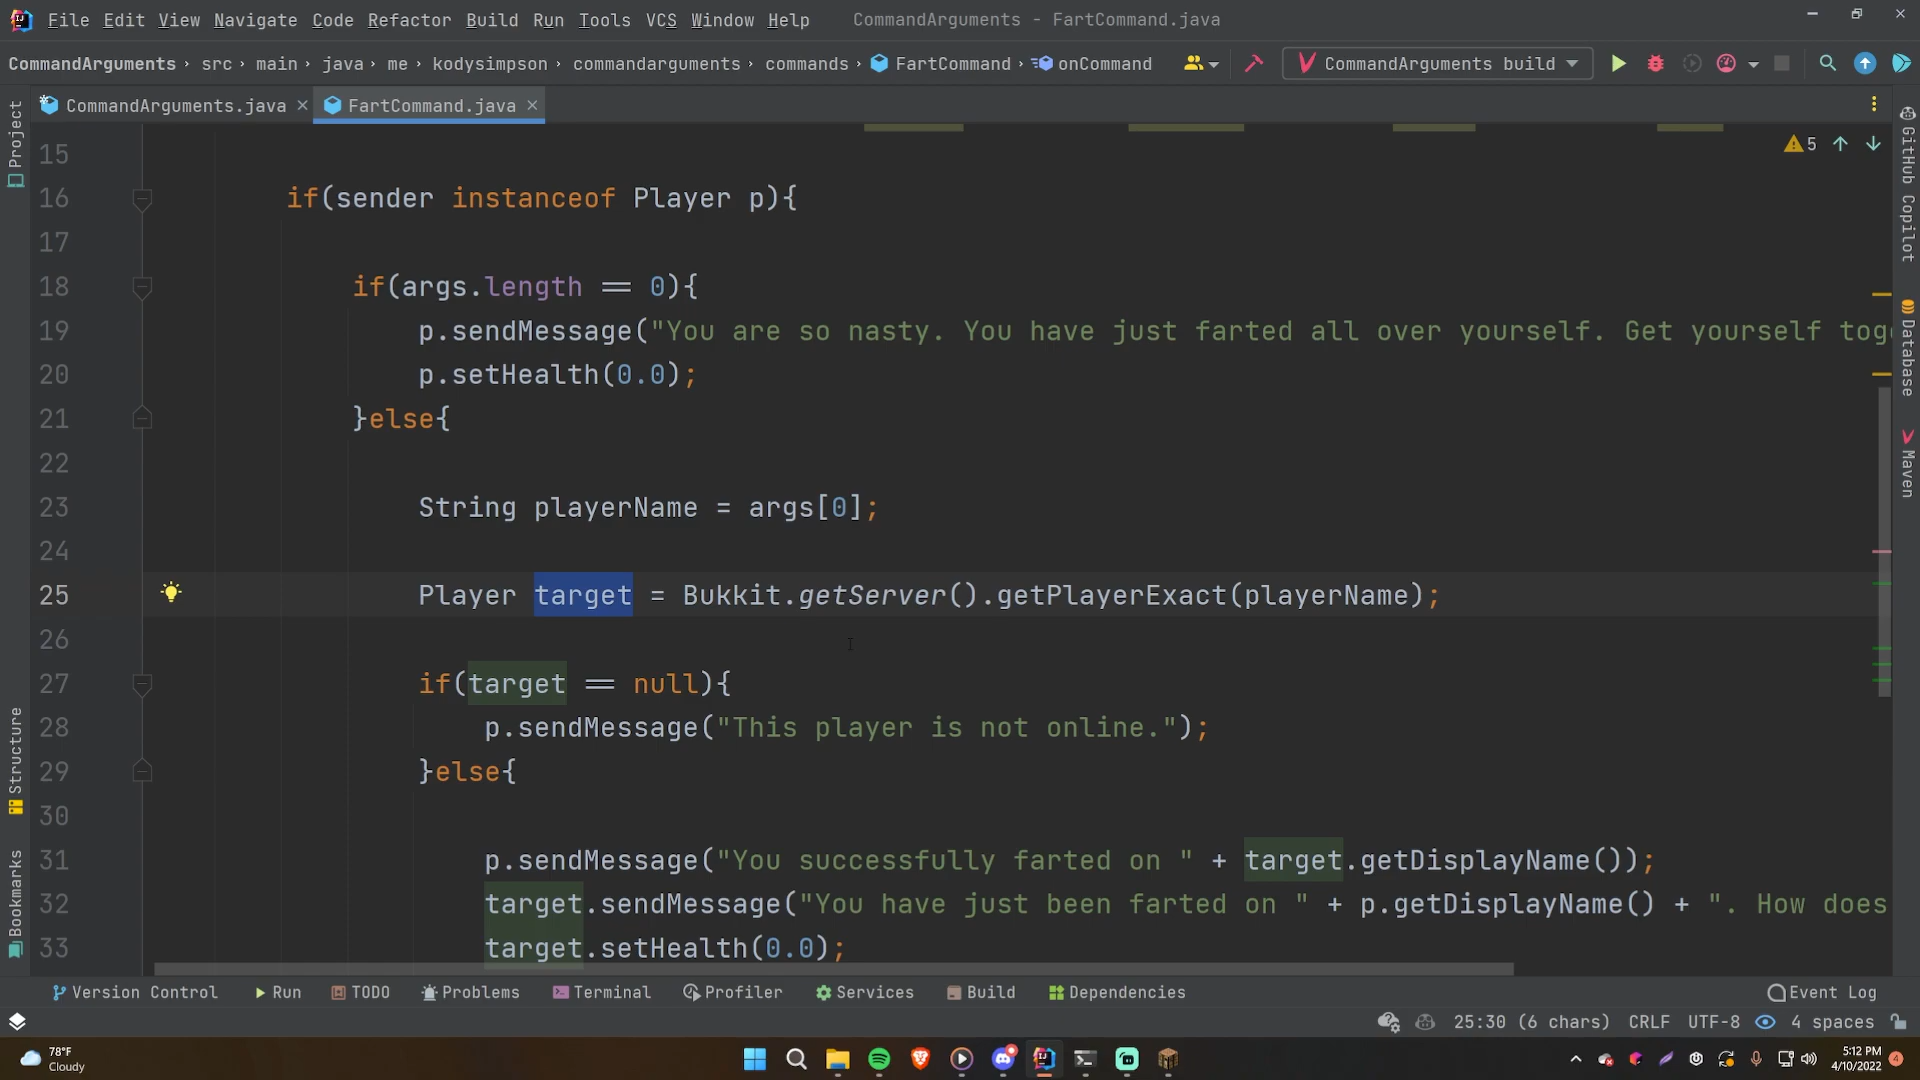 File Edit View Navigate Code Refactor Build Run Tools VCS Window Help CommandArguments - FartCommand.java
CommandArguments › src › main › java › me › kodysimpson › commandarguments › commands › FartCommand › onCommand CommandArguments build
CommandArguments.java × FartCommand.java ×
Project
GitHub Copilot
Database
Maven
Structure
Bookmarks
5
15
16 if(sender instanceof Player p){
17
18 if(args.length == 0){
19 p.sendMessage("You are so nasty. You have just farted all over yourself. Get yourself tog
20 p.setHealth(0.0);
21 }else{
22
23 String playerName = args[0];
24
25 Player target = Bukkit.getServer().getPlayerExact(playerName);
26
27 if(target == null){
28 p.sendMessage("This player is not online.");
29 }else{
30
31 p.sendMessage("You successfully farted on " + target.getDisplayName());
32 target.sendMessage("You have just been farted on " + p.getDisplayName() + ". How does
33 target.setHealth(0.0);
Version Control Run TODO Problems Terminal Profiler Services Build Dependencies Event Log
25:30 (6 chars) CRLF UTF-8 4 spaces
78°F
Cloudy
5:12 PM
4/10/2022
4